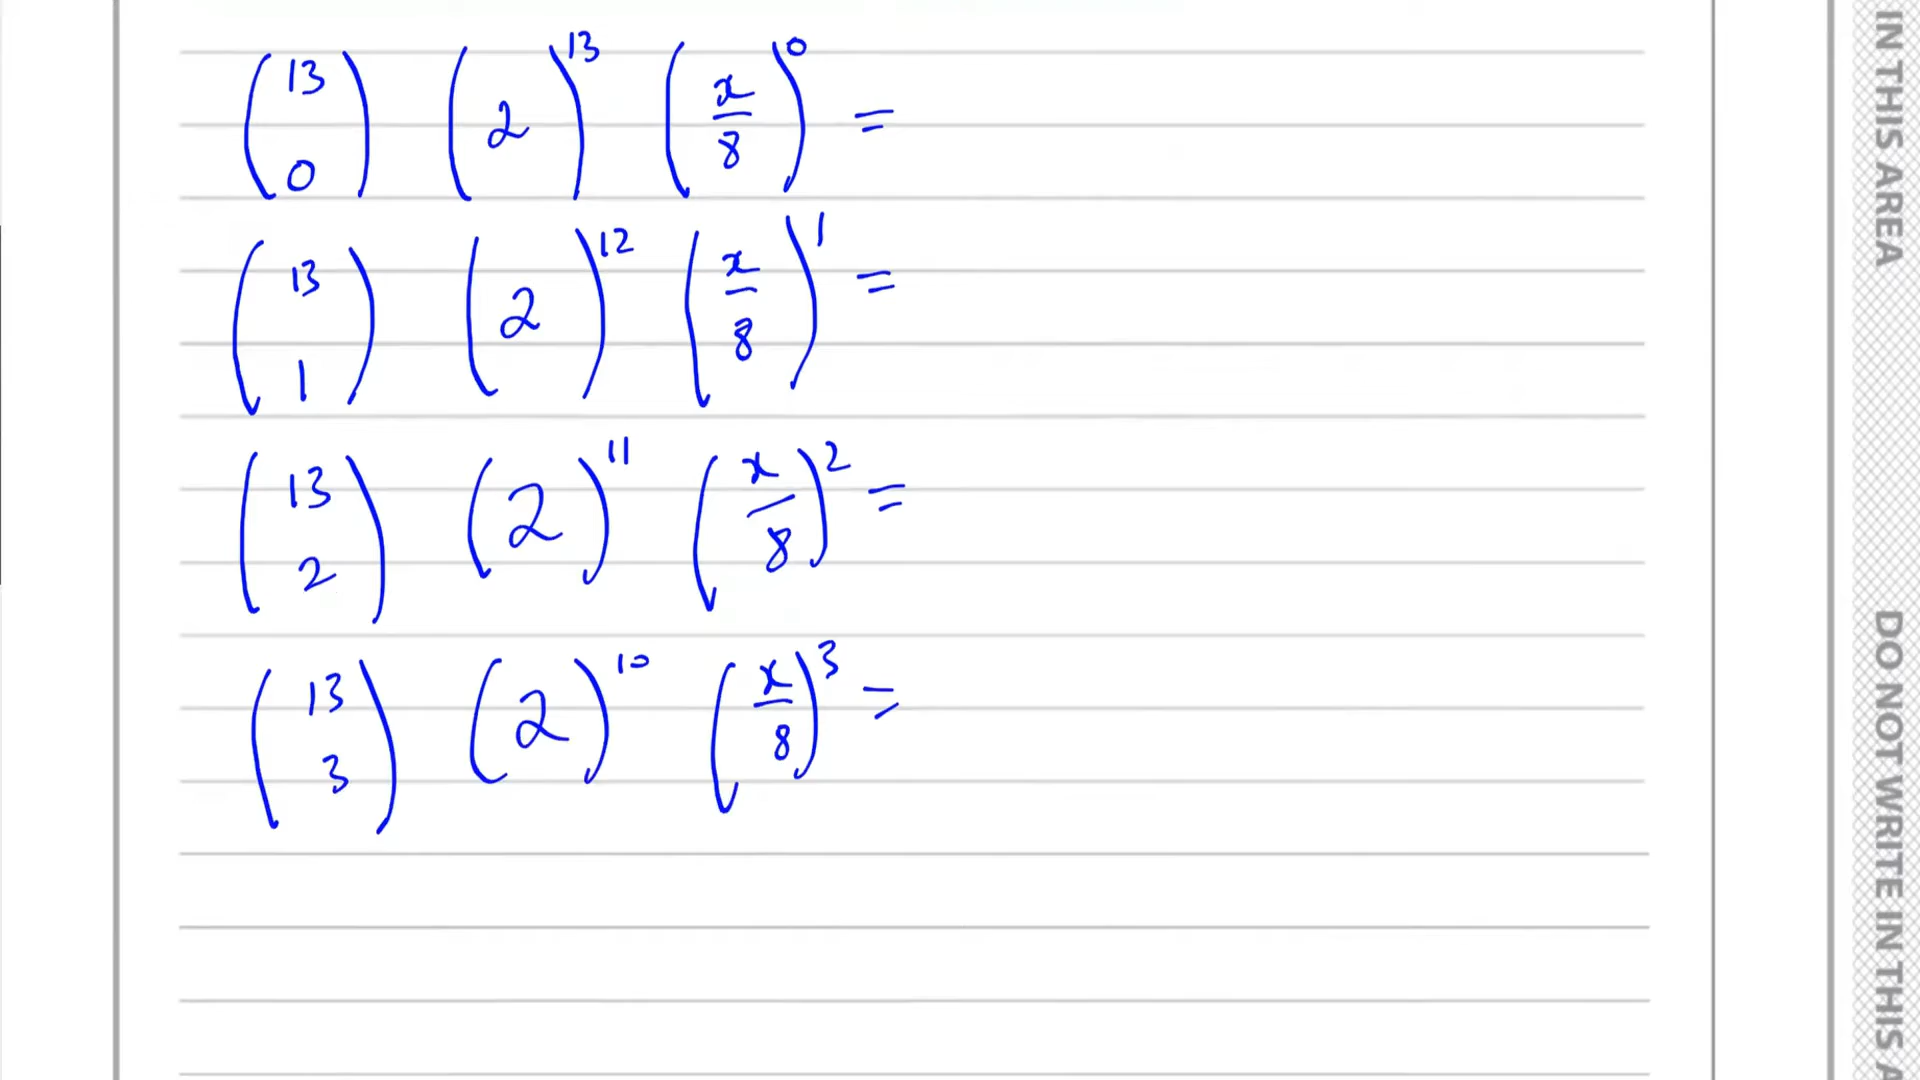 (13 0) (2)^13 (x/8)^0 =
(13 1) (2)^12 (x/8)^1 =
(13 2) (2)^11 (x/8)^2 =
(13 3) (2)^10 (x/8)^3 =
IN THIS AREA
DO NOT WRITE IN THIS A